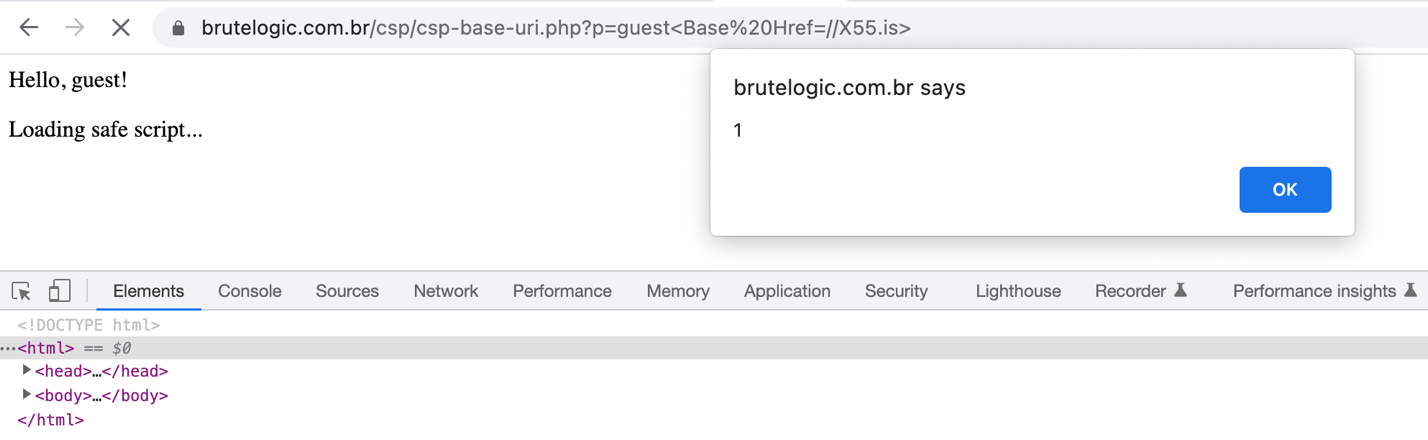 brutelogic.com.br/csp/csp-base-uri.php?p=guest<Base%20Href=//X55.is>
Hello, guest!
Loading safe script...
brutelogic.com.br says
1
OK
Elements Console Sources Network Performance Memory Application Security Lighthouse Recorder Performance insights
<!DOCTYPE html>
…<html> == $0
<head>…</head>
<body>…</body>
</html>